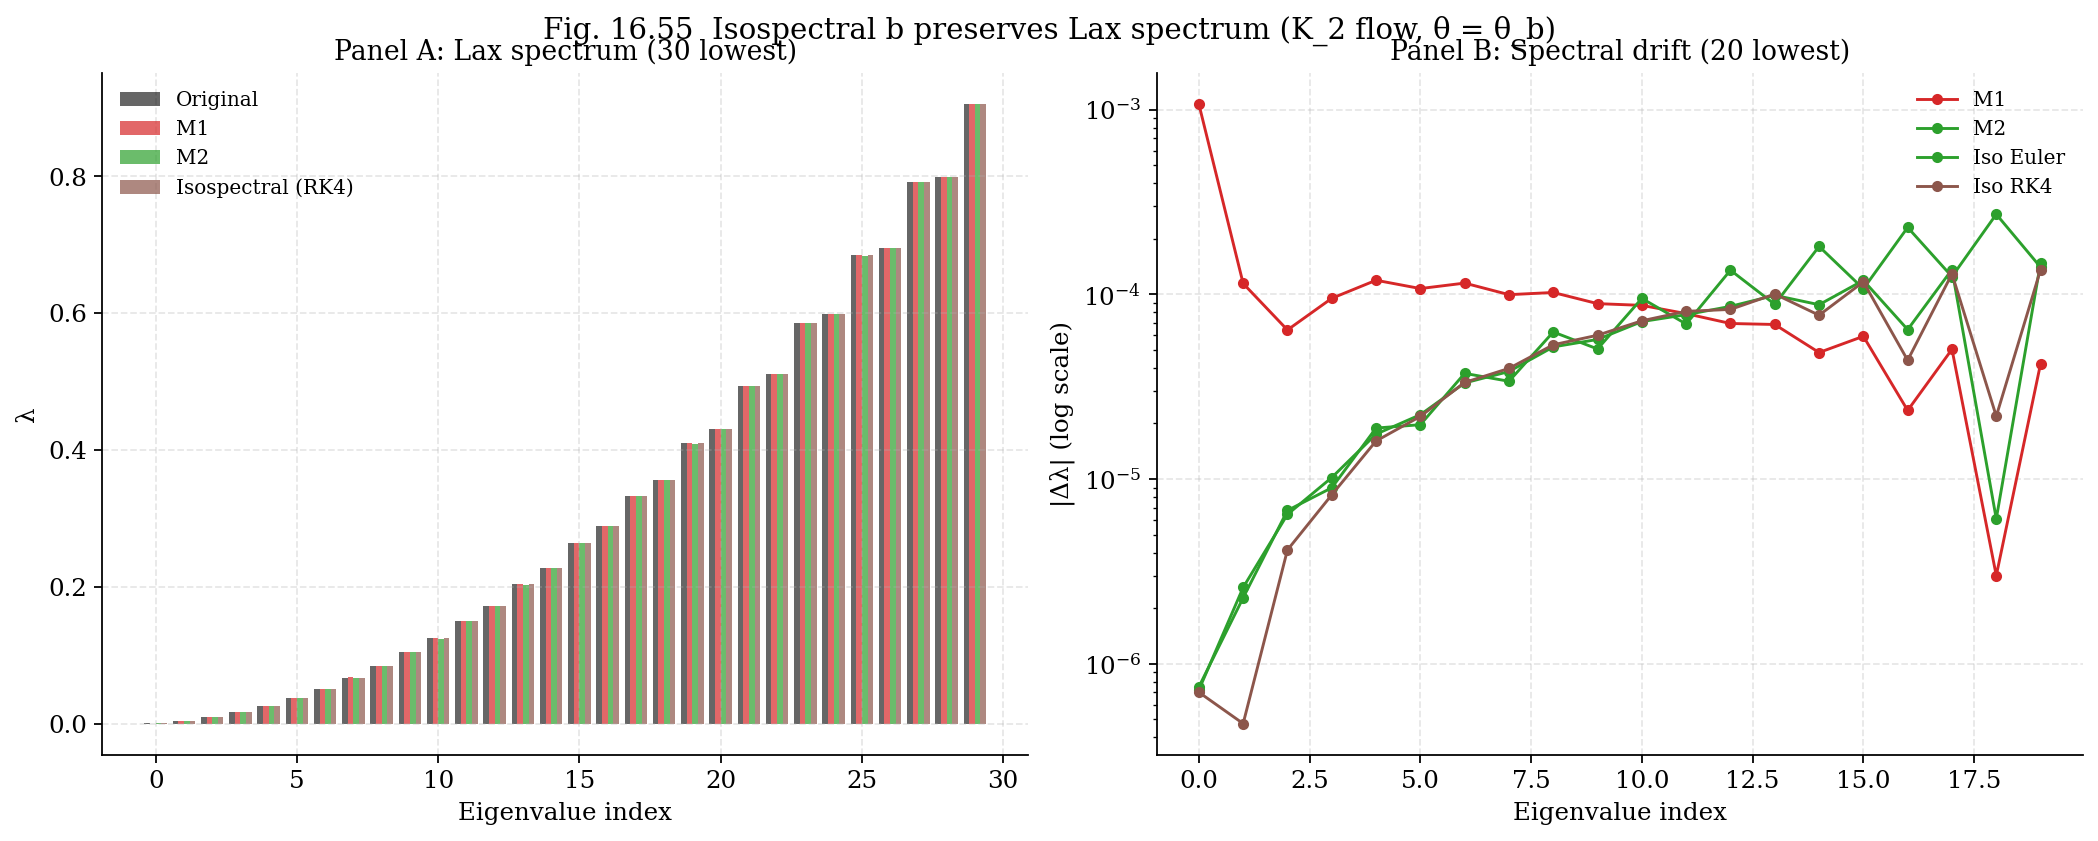 Fig. 16.55  Isospectral b preserves Lax spectrum (K_2 flow, θ = θ_b)
Panel A: Lax spectrum (30 lowest)
Original
M1
M2
Isospectral (RK4)
λ
0.8
0.6
0.4
0.2
0.0
0 5 10 15 20 25 30
Eigenvalue index
Panel B: Spectral drift (20 lowest)
M1
M2
Iso Euler
Iso RK4
|Δλ| (log scale)
10⁻³
10⁻⁴
10⁻⁵
10⁻⁶
0.0 2.5 5.0 7.5 10.0 12.5 15.0 17.5
Eigenvalue index